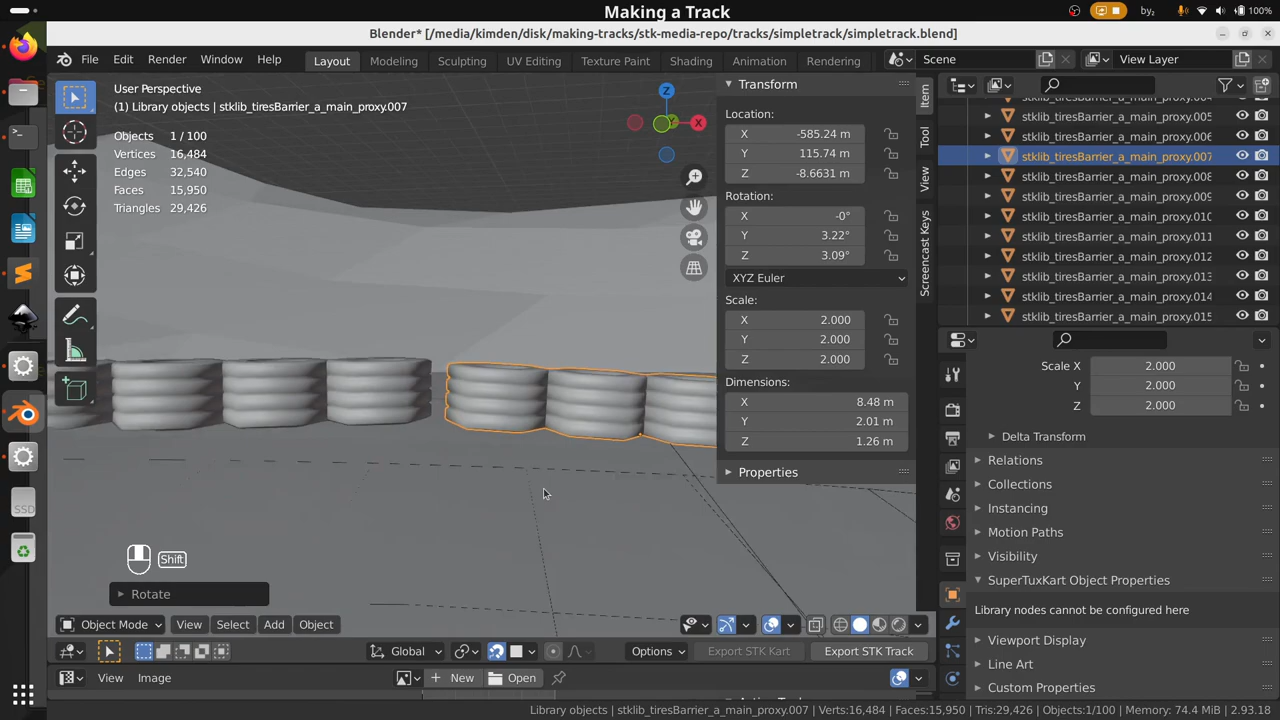 Making a Track
by₂
100%
Blender* [/media/kimden/disk/making-tracks/stk-media-repo/tracks/simpletrack/simpletrack.blend]
File Edit Render Window Help
Layout Modeling Sculpting UV Editing Texture Paint Shading Animation Rendering
Scene
View Layer
User Perspective
(1) Library objects | stklib_tiresBarrier_a_main_proxy.007
Objects 1 / 100
Vertices 16,484
Edges 32,540
Faces 15,950
Triangles 29,426
Z
X
Transform
Location:
X -585.24 m
Y 115.74 m
Z -8.6631 m
Rotation:
X -0°
Y 3.22°
Z 3.09°
XYZ Euler
Scale:
X 2.000
Y 2.000
Z 2.000
Dimensions:
X 8.48 m
Y 2.01 m
Z 1.26 m
Properties
Item
Tool
View
Screencast Keys
stklib_tiresBarrier_a_main_proxy.005
stklib_tiresBarrier_a_main_proxy.006
stklib_tiresBarrier_a_main_proxy.007
stklib_tiresBarrier_a_main_proxy.008
stklib_tiresBarrier_a_main_proxy.009
stklib_tiresBarrier_a_main_proxy.010
stklib_tiresBarrier_a_main_proxy.011
stklib_tiresBarrier_a_main_proxy.012
stklib_tiresBarrier_a_main_proxy.013
stklib_tiresBarrier_a_main_proxy.014
stklib_tiresBarrier_a_main_proxy.015
Scale X 2.000
Y 2.000
Z 2.000
Delta Transform
Relations
Collections
Instancing
Motion Paths
Visibility
SuperTuxKart Object Properties
Library nodes cannot be configured here
Viewport Display
Line Art
Custom Properties
SSD
Shift
Rotate
Object Mode View Select Add Object
Global
Options
Export STK Kart
Export STK Track
View Image
New
Open
Library objects | stklib_tiresBarrier_a_main_proxy.007 | Verts:16,484 | Faces:15,950 | Tris:29,426 | Objects:1/100 | Memory: 74.4 MiB | 2.93.18